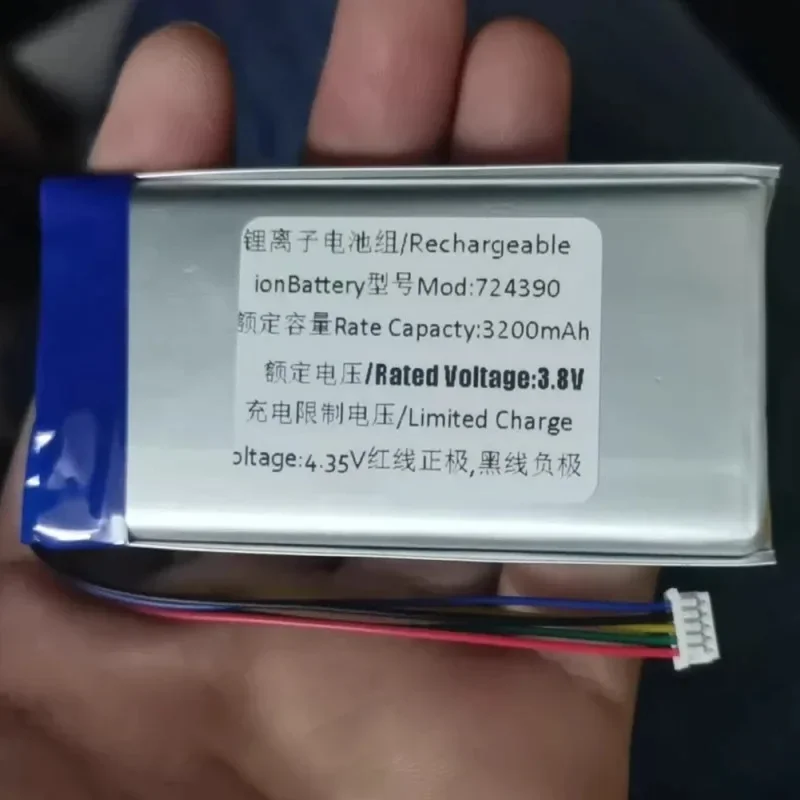 锂离子电池组/Rechargeable
ionBattery型号Mod:724390
额定容量Rate Capacty:3200mAh
额定电压/Rated Voltage:3.8V
充电限制电压/Limited Charge
oltage:4.35V红线正极,黑线负极